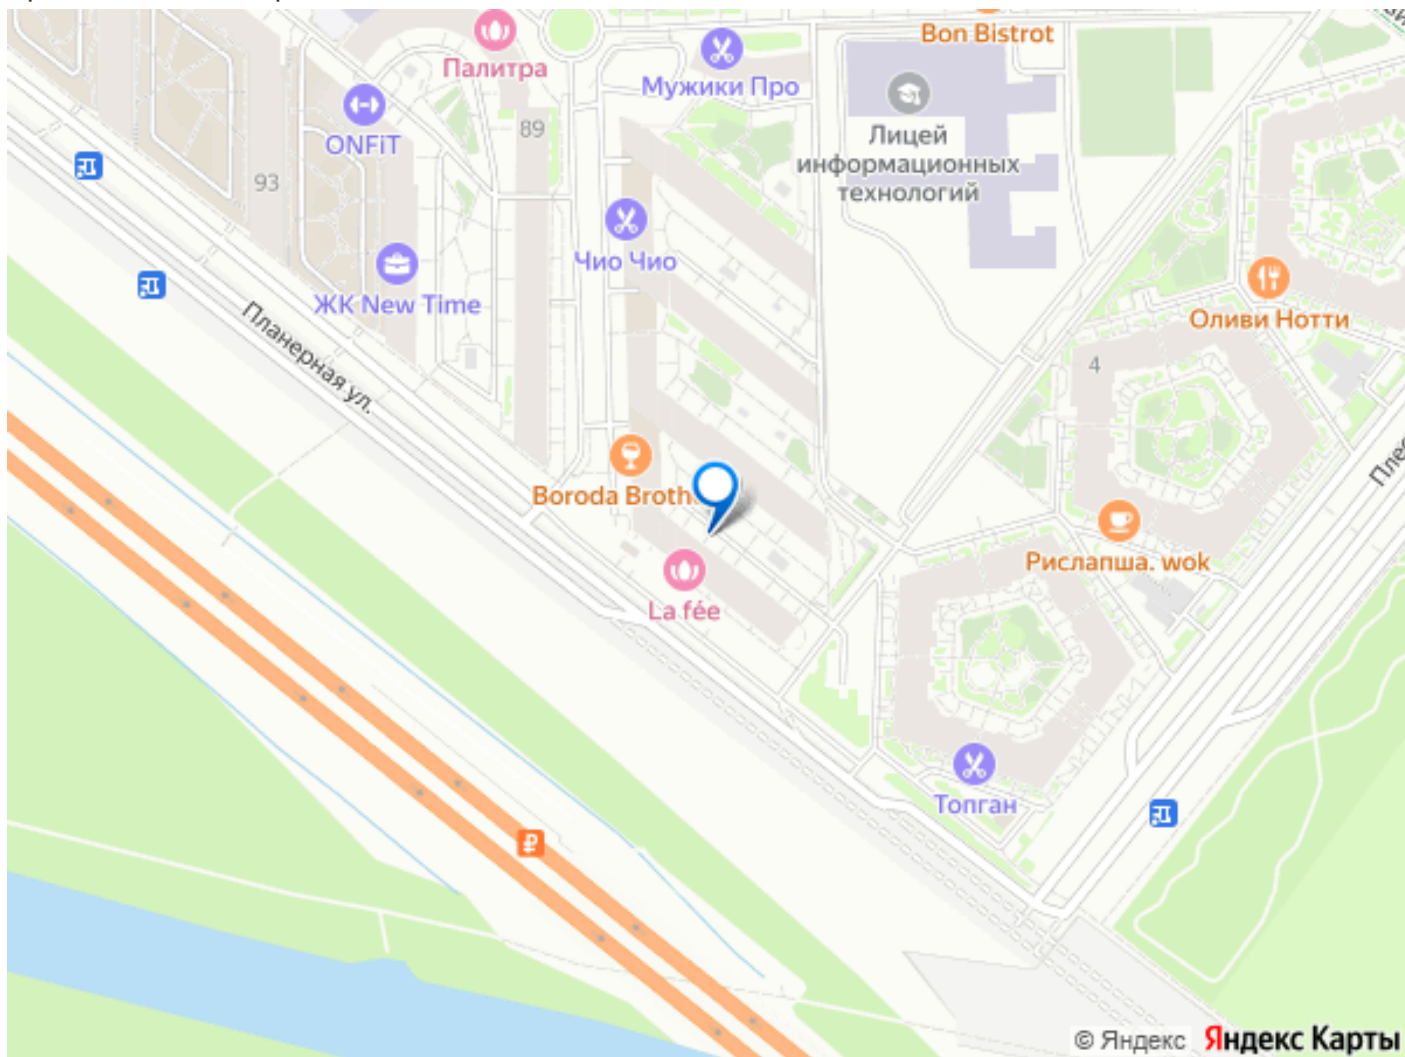 Bon Bistrot
Палитра
Мужики Про
ONFiT
89
Лицей
информационных
технологий
93
Чио Чио
ЖК New Time
Оливи Нотти
Планерная ул.
4
Boroda Broth
Рислапша. wok
La fée
Топган
© Яндекс Яндекс Карты